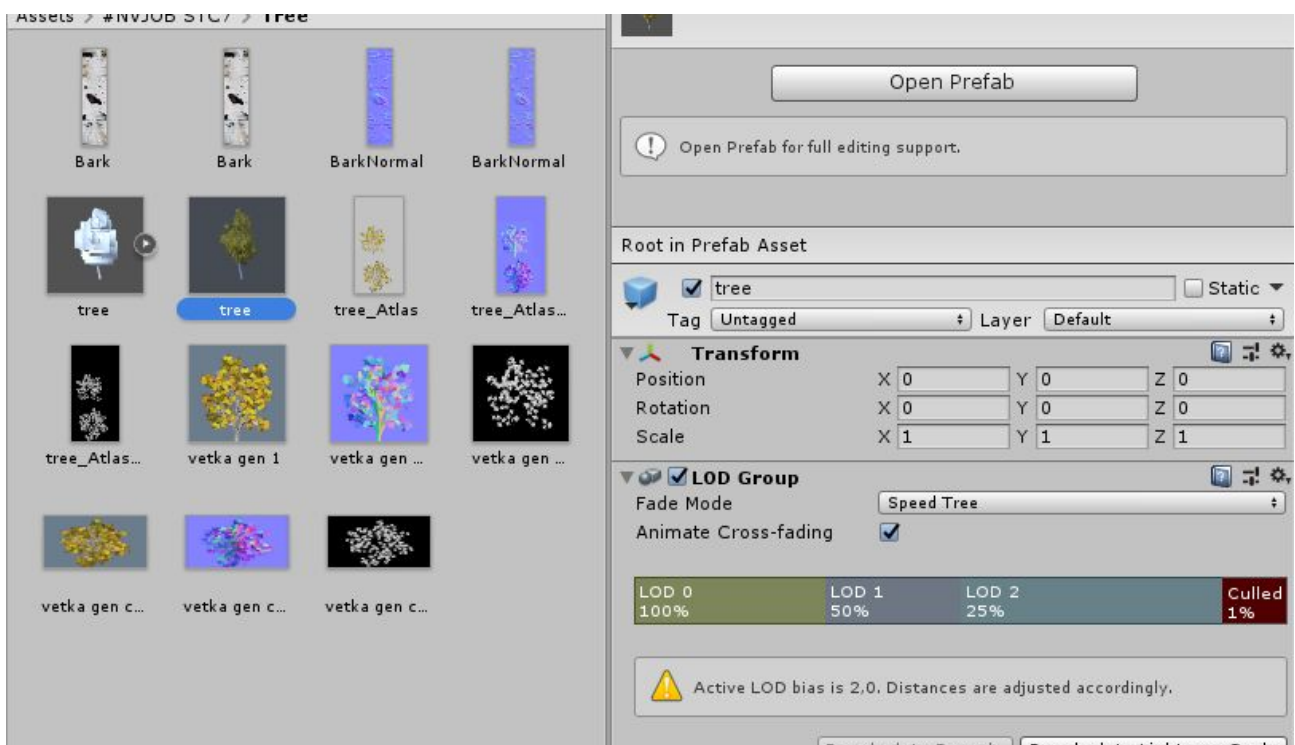 Assets > #NVJOB STC7 > Tree
Bark
Bark
BarkNormal
BarkNormal
tree
tree
tree_Atlas
tree_Atlas...
tree_Atlas...
vetka gen 1
vetka gen ...
vetka gen ...
vetka gen c...
vetka gen c...
vetka gen c...
Open Prefab
Open Prefab for full editing support.
Root in Prefab Asset
tree
Static
Tag Untagged Layer Default
Transform
Position X 0 Y 0 Z 0
Rotation X 0 Y 0 Z 0
Scale X 1 Y 1 Z 1
LOD Group
Fade Mode Speed Tree
Animate Cross-fading
LOD 0 LOD 1 LOD 2 Culled
100% 50% 25% 1%
Active LOD bias is 2,0. Distances are adjusted accordingly.